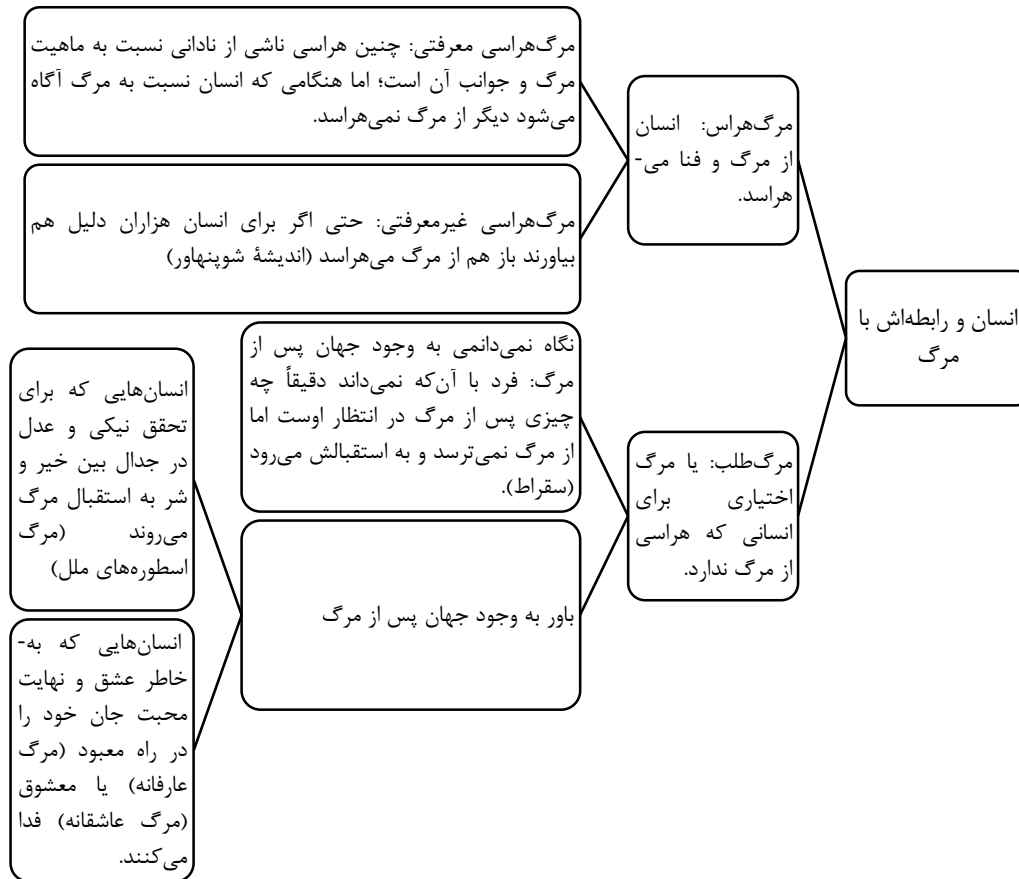 انسان و رابطه‌اش با
مرگ
مرگ‌هراس: انسان
از مرگ و فنا می-
هراسد.
مرگ‌هراسی معرفتی: چنین هراسی ناشی از نادانی نسبت به ماهیت
مرگ و جوانب آن است؛ اما هنگامی که انسان نسبت به مرگ آگاه
می‌شود دیگر از مرگ نمی‌هراسد.
مرگ‌هراسی غیرمعرفتی: حتی اگر برای انسان هزاران دلیل هم
بیاورند باز هم از مرگ می‌هراسد (اندیشۀ شوپنهاور)
مرگ‌طلب: یا مرگ
اختیاری برای
انسانی که هراسی
از مرگ ندارد.
نگاه نمی‌دانمی به وجود جهان پس از
مرگ: فرد با آن‌که نمی‌داند دقیقاً چه
چیزی پس از مرگ در انتظار اوست اما
از مرگ نمی‌ترسد و به استقبالش می‌رود
(سقراط).
باور به وجود جهان پس از مرگ
انسان‌هایی که برای
تحقق نیکی و عدل
در جدال بین خیر و
شر به استقبال مرگ
می‌روند (مرگ
اسطوره‌های ملل)
انسان‌هایی که به-
خاطر عشق و نهایت
محبت جان خود را
در راه معبود (مرگ
عارفانه) یا معشوق
(مرگ عاشقانه) فدا
می‌کنند.